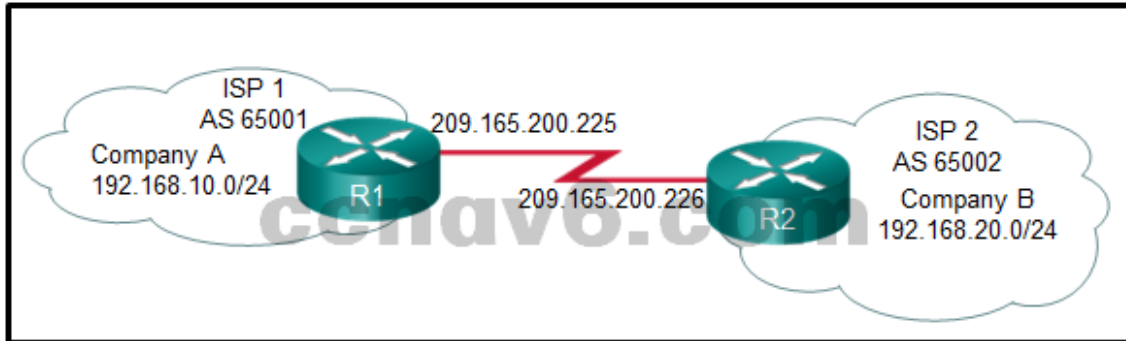 ISP 1
AS 65001
Company A
192.168.10.0/24
R1
209.165.200.225
209.165.200.226
R2
ISP 2
AS 65002
Company B
192.168.20.0/24
ccnav6.com